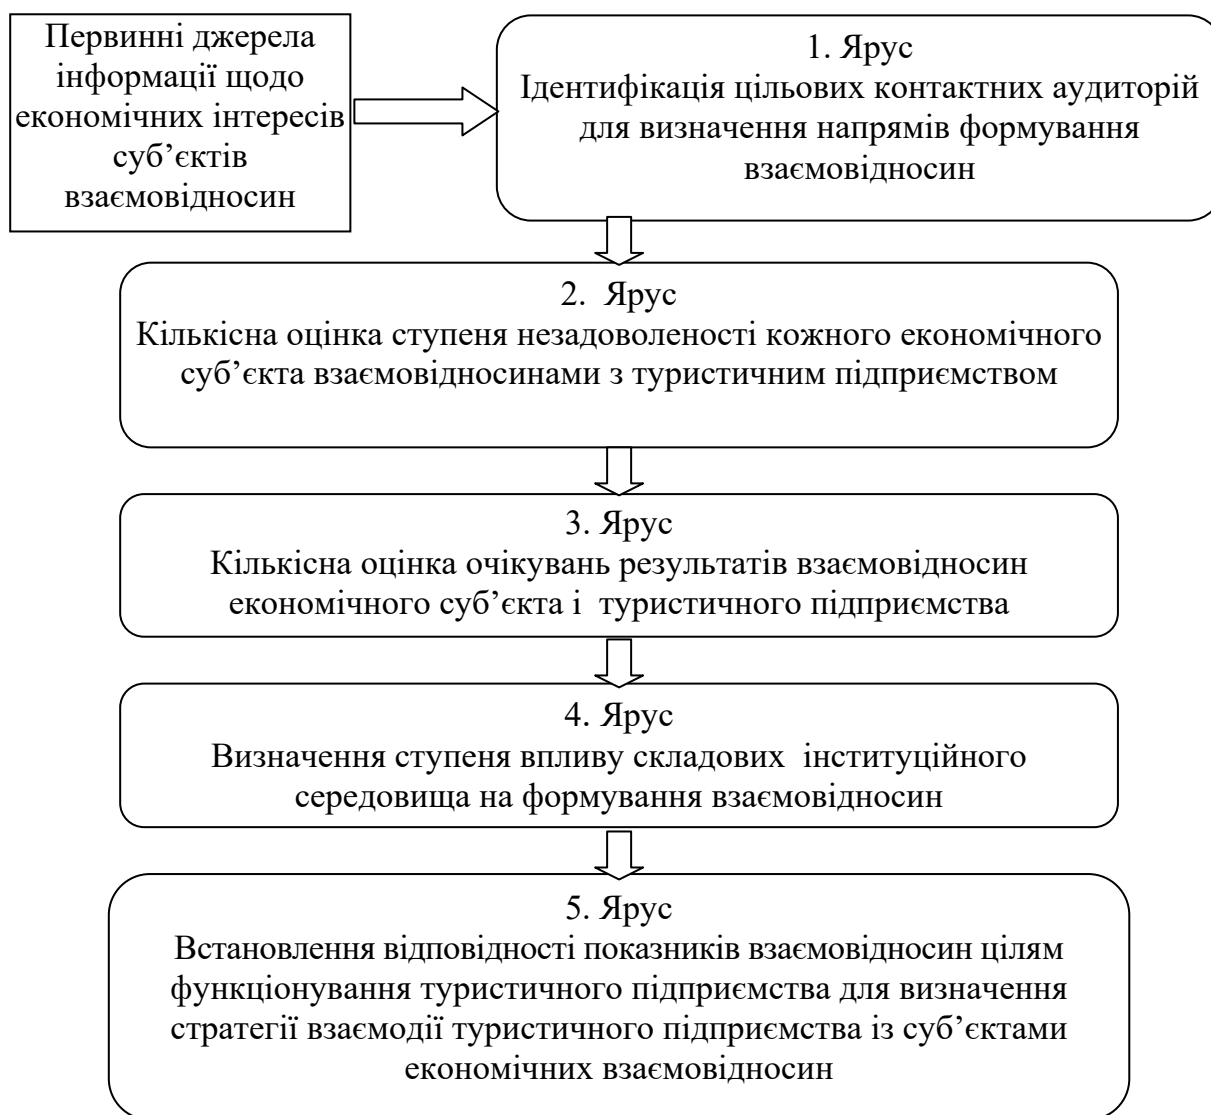 Первинні джерела
інформації щодо
економічних інтересів
суб’єктів
взаємовідносин
1. Ярус
Ідентифікація цільових контактних аудиторій
для визначення напрямів формування
взаємовідносин
2. Ярус
Кількісна оцінка ступеня незадоволеності кожного економічного
суб’єкта взаємовідносинами з туристичним підприємством
3. Ярус
Кількісна оцінка очікувань результатів взаємовідносин
економічного суб’єкта і туристичного підприємства
4. Ярус
Визначення ступеня впливу складових інституційного
середовища на формування взаємовідносин
5. Ярус
Встановлення відповідності показників взаємовідносин цілям
функціонування туристичного підприємства для визначення
стратегії взаємодії туристичного підприємства із суб’єктами
економічних взаємовідносин